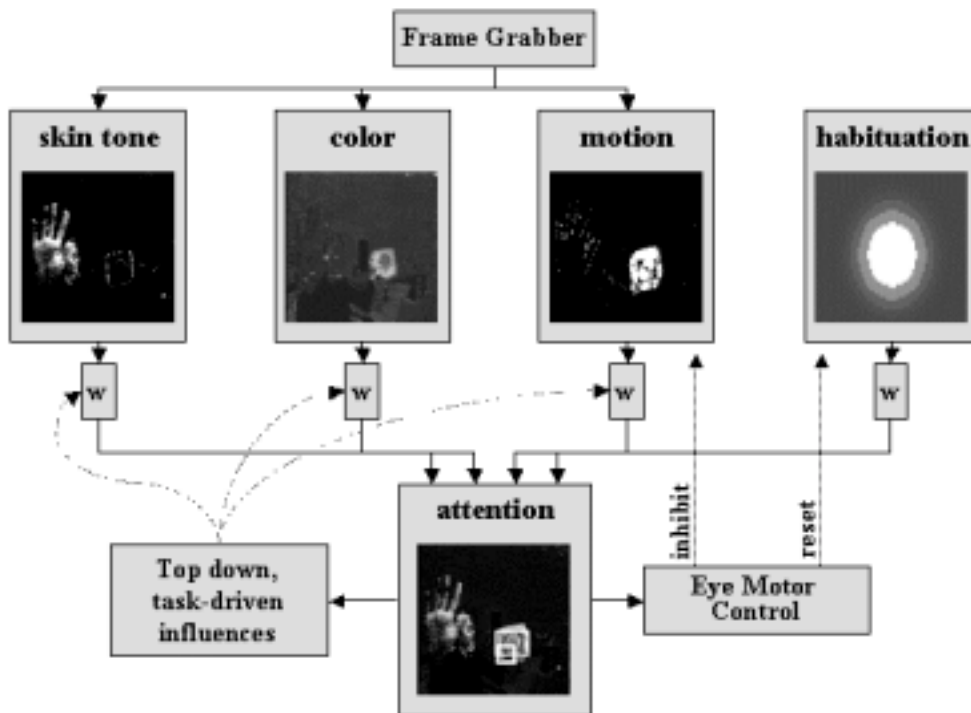 Frame Grabber
skin tone
color
motion
habituation
w
w
w
w
attention
inhibit
reset
Top down,
task-driven
influences
Eye Motor
Control